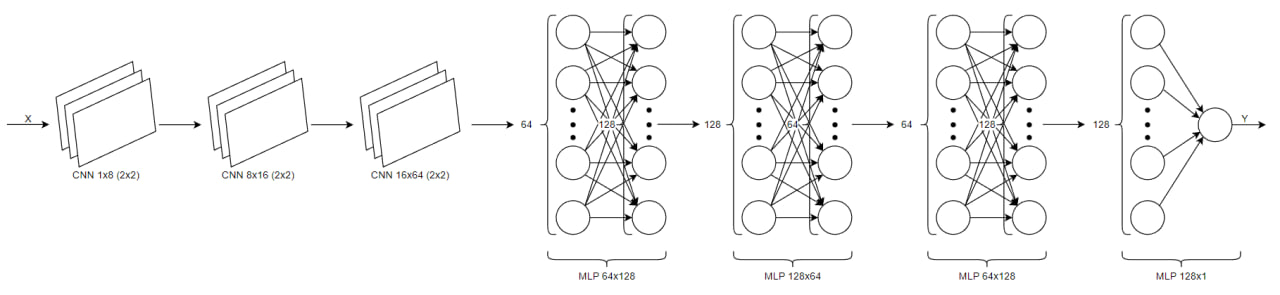 X
CNN 1x8 (2x2)
CNN 8x16 (2x2)
CNN 16x64 (2x2)
64
128
MLP 64x128
128
64
MLP 128x64
64
128
MLP 64x128
128
Y
MLP 128x1